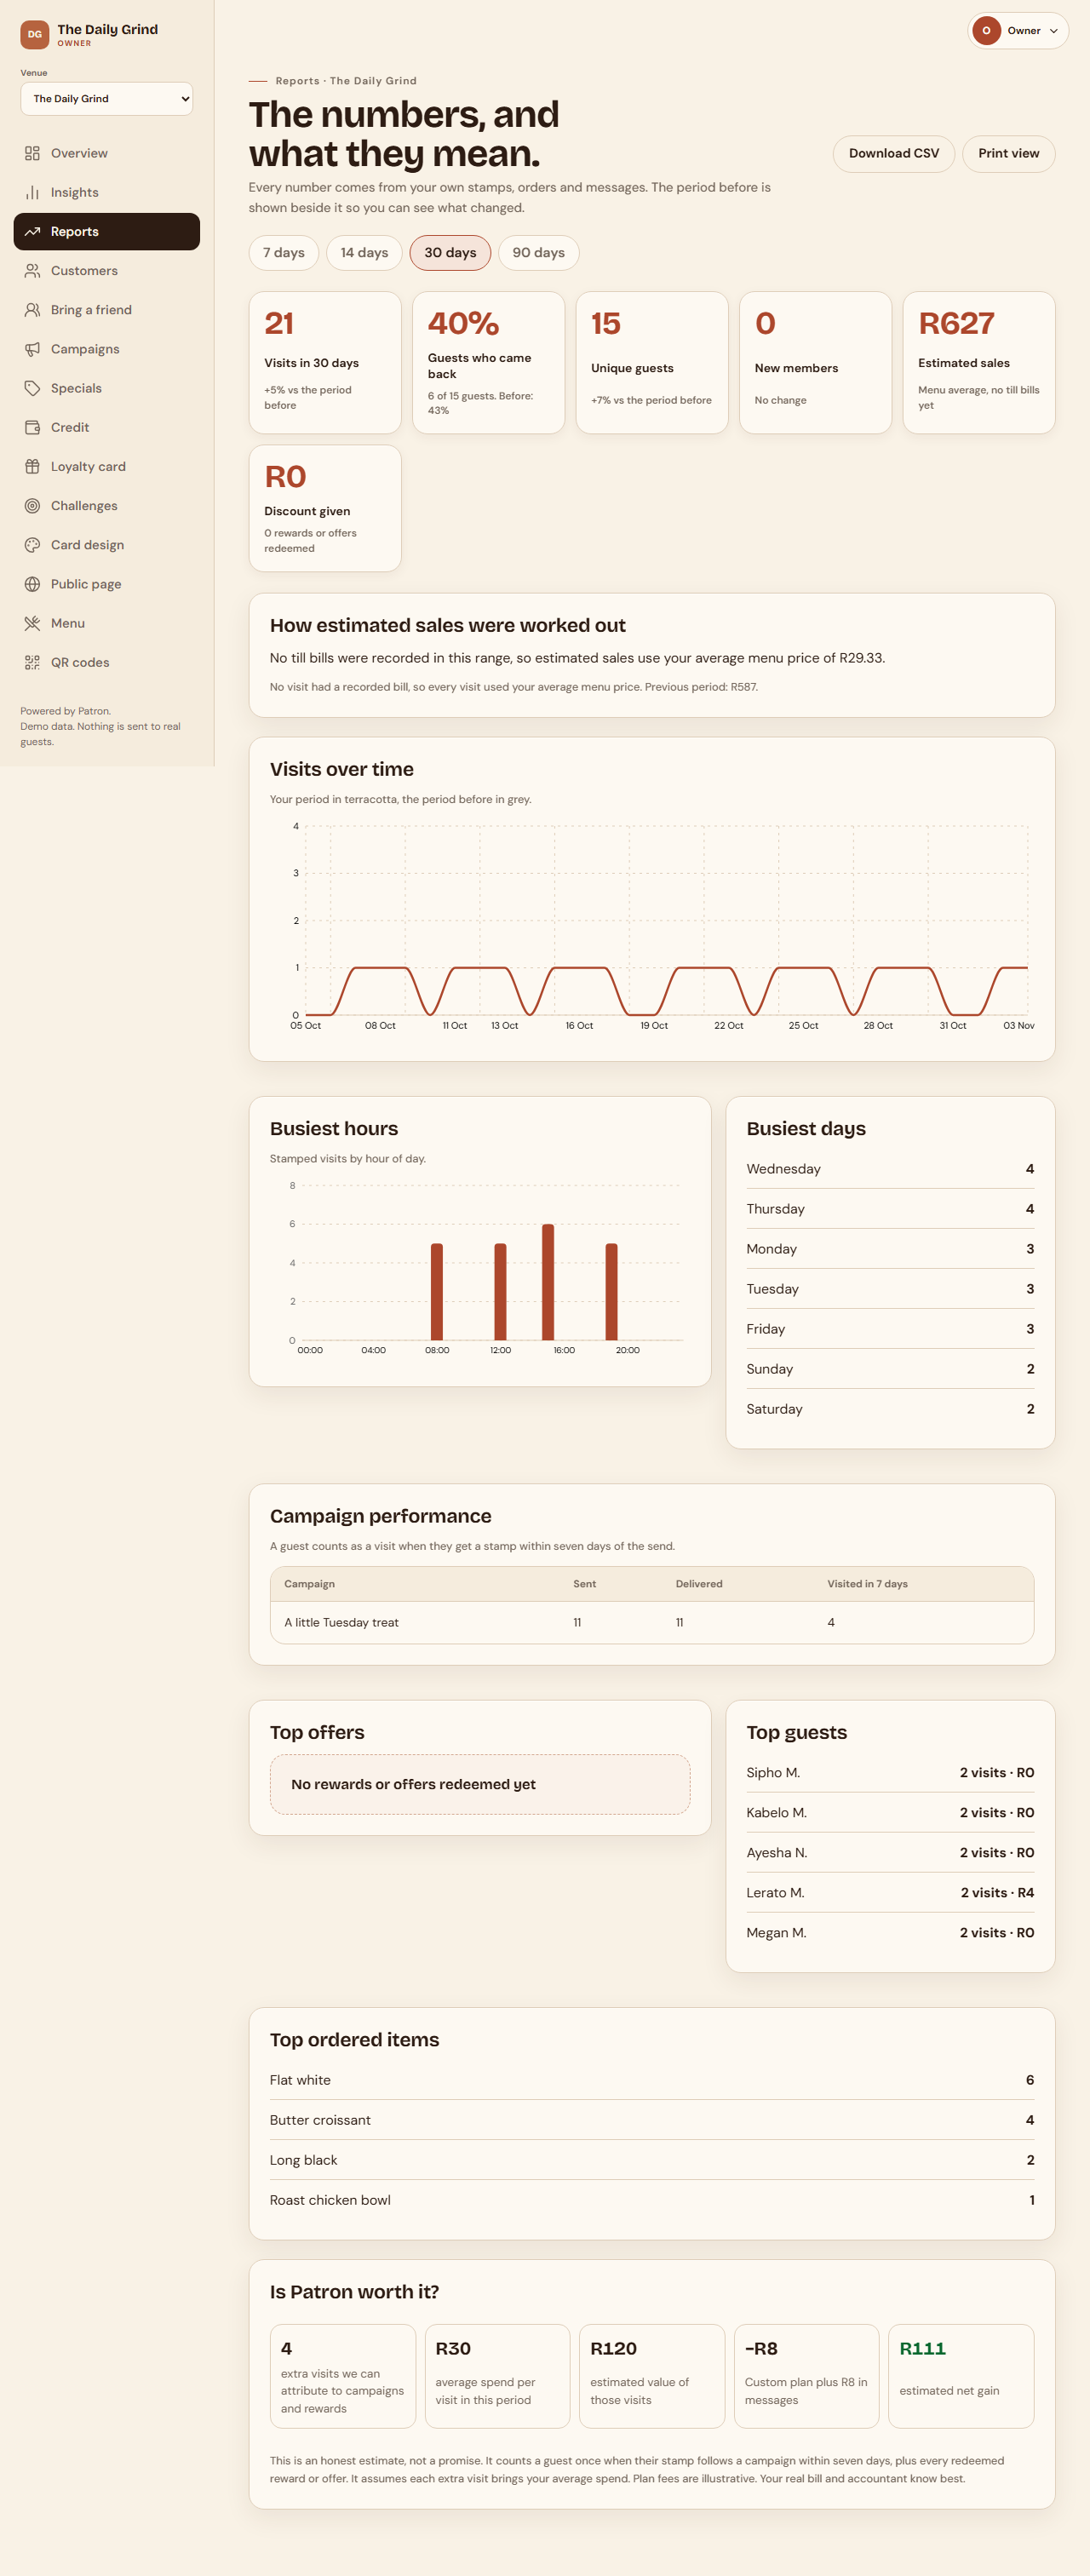 DG
The Daily Grind
OWNER
Venue
The Daily Grind
Overview
Insights
Reports
Customers
Bring a friend
Campaigns
Specials
Credit
Loyalty card
Challenges
Card design
Public page
Menu
QR codes
Powered by Patron.
Demo data. Nothing is sent to real
guests.
O
Owner
Reports · The Daily Grind
The numbers, and
what they mean.
Download CSV
Print view
Every number comes from your own stamps, orders and messages. The period before is
shown beside it so you can see what changed.
7 days
14 days
30 days
90 days
21
Visits in 30 days
+5% vs the period
before
40%
Guests who came
back
6 of 15 guests. Before:
43%
15
Unique guests
+7% vs the period before
0
New members
No change
R627
Estimated sales
Menu average, no till bills
yet
R0
Discount given
0 rewards or offers
redeemed
How estimated sales were worked out
No till bills were recorded in this range, so estimated sales use your average menu price of R29.33.
No visit had a recorded bill, so every visit used your average menu price. Previous period: R587.
Visits over time
Your period in terracotta, the period before in grey.
4
3
2
1
0
05 Oct
08 Oct
11 Oct
13 Oct
16 Oct
19 Oct
22 Oct
25 Oct
28 Oct
31 Oct
03 Nov
Busiest hours
Stamped visits by hour of day.
8
6
4
2
0
00:00
04:00
08:00
12:00
16:00
20:00
Busiest days
Wednesday 4
Thursday 4
Monday 3
Tuesday 3
Friday 3
Sunday 2
Saturday 2
Campaign performance
A guest counts as a visit when they get a stamp within seven days of the send.
Campaign Sent Delivered Visited in 7 days
A little Tuesday treat 11 11 4
Top offers
No rewards or offers redeemed yet
Top guests
Sipho M. 2 visits · R0
Kabelo M. 2 visits · R0
Ayesha N. 2 visits · R0
Lerato M. 2 visits · R4
Megan M. 2 visits · R0
Top ordered items
Flat white 6
Butter croissant 4
Long black 2
Roast chicken bowl 1
Is Patron worth it?
4
extra visits we can
attribute to campaigns
and rewards
R30
average spend per
visit in this period
R120
estimated value of
those visits
−R8
Custom plan plus R8 in
messages
R111
estimated net gain
This is an honest estimate, not a promise. It counts a guest once when their stamp follows a campaign within seven days, plus every redeemed
reward or offer. It assumes each extra visit brings your average spend. Plan fees are illustrative. Your real bill and accountant know best.